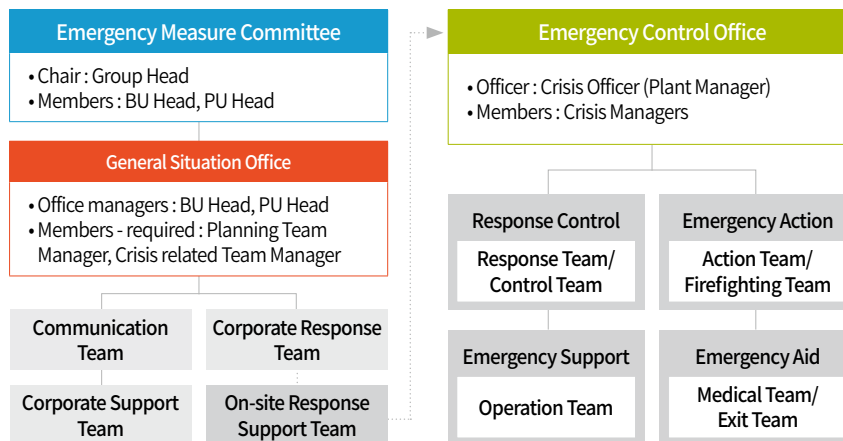 Emergency Measure Committee
• Chair : Group Head
• Members : BU Head, PU Head
General Situation Office
• Office managers : BU Head, PU Head
• Members - required : Planning Team
Manager, Crisis related Team Manager
Communication
Team
Corporate Response
Team
Corporate Support
Team
On-site Response
Support Team
Emergency Control Office
• Officer : Crisis Officer (Plant Manager)
• Members : Crisis Managers
Response Control
Response Team/
Control Team
Emergency Action
Action Team/
Firefighting Team
Emergency Support
Operation Team
Emergency Aid
Medical Team/
Exit Team